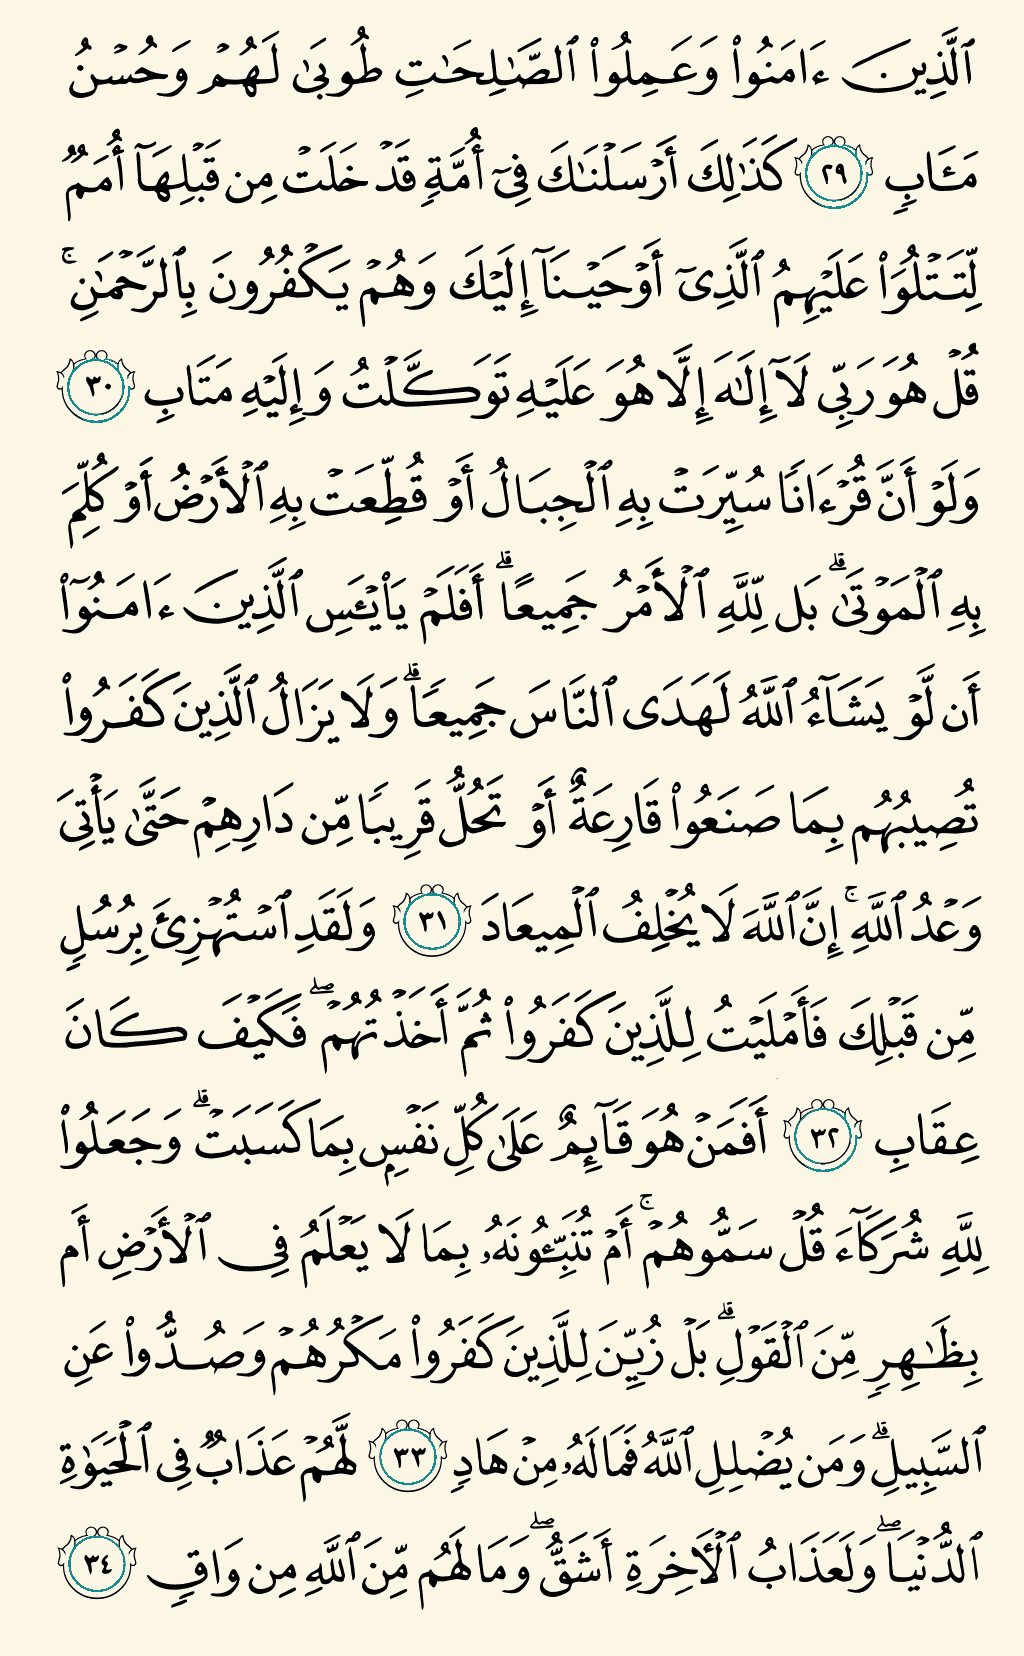 ٱلَّذِينَ ءَامَنُوا۟ وَعَمِلُوا۟ ٱلصَّـٰلِحَـٰتِ طُوبَىٰ لَهُمْ وَحُسْنُ
مَـَٔابٍ ٢٩ كَذَٰلِكَ أَرْسَلْنَـٰكَ فِىٓ أُمَّةٍ قَدْ خَلَتْ مِن قَبْلِهَآ أُمَمٌ
لِّتَتْلُوَا۟ عَلَيْهِمُ ٱلَّذِىٓ أَوْحَيْنَآ إِلَيْكَ وَهُمْ يَكْفُرُونَ بِٱلرَّحْمَـٰنِ ۚ
قُلْ هُوَ رَبِّى لَآ إِلَـٰهَ إِلَّا هُوَ عَلَيْهِ تَوَكَّلْتُ وَإِلَيْهِ مَتَابِ ٣٠
وَلَوْ أَنَّ قُرْءَانًا سُيِّرَتْ بِهِ ٱلْجِبَالُ أَوْ قُطِّعَتْ بِهِ ٱلْأَرْضُ أَوْ كُلِّمَ
بِهِ ٱلْمَوْتَىٰ ۗ بَل لِّلَّهِ ٱلْأَمْرُ جَمِيعًا ۗ أَفَلَمْ يَا۟يْـَٔسِ ٱلَّذِينَ ءَامَنُوٓا۟
أَن لَّوْ يَشَآءُ ٱللَّهُ لَهَدَى ٱلنَّاسَ جَمِيعًا ۗ وَلَا يَزَالُ ٱلَّذِينَ كَفَرُوا۟
تُصِيبُهُم بِمَا صَنَعُوا۟ قَارِعَةٌ أَوْ تَحُلُّ قَرِيبًا مِّن دَارِهِمْ حَتَّىٰ يَأْتِىَ
وَعْدُ ٱللَّهِ ۚ إِنَّ ٱللَّهَ لَا يُخْلِفُ ٱلْمِيعَادَ ٣١ وَلَقَدِ ٱسْتُهْزِئَ بِرُسُلٍ
مِّن قَبْلِكَ فَأَمْلَيْتُ لِلَّذِينَ كَفَرُوا۟ ثُمَّ أَخَذْتُهُمْ ۖ فَكَيْفَ كَانَ
عِقَابِ ٣٢ أَفَمَنْ هُوَ قَآئِمٌ عَلَىٰ كُلِّ نَفْسٍۭ بِمَا كَسَبَتْ ۗ وَجَعَلُوا۟
لِلَّهِ شُرَكَآءَ قُلْ سَمُّوهُمْ ۚ أَمْ تُنَبِّـُٔونَهُۥ بِمَا لَا يَعْلَمُ فِى ٱلْأَرْضِ أَم
بِظَـٰهِرٍ مِّنَ ٱلْقَوْلِ ۗ بَلْ زُيِّنَ لِلَّذِينَ كَفَرُوا۟ مَكْرُهُمْ وَصُدُّوا۟ عَنِ
ٱلسَّبِيلِ ۗ وَمَن يُضْلِلِ ٱللَّهُ فَمَا لَهُۥ مِنْ هَادٍ ٣٣ لَّهُمْ عَذَابٌ فِى ٱلْحَيَوٰةِ
ٱلدُّنْيَا ۖ وَلَعَذَابُ ٱلْـَٔاخِرَةِ أَشَقُّ ۖ وَمَا لَهُم مِّنَ ٱللَّهِ مِن وَاقٍ ٣٤